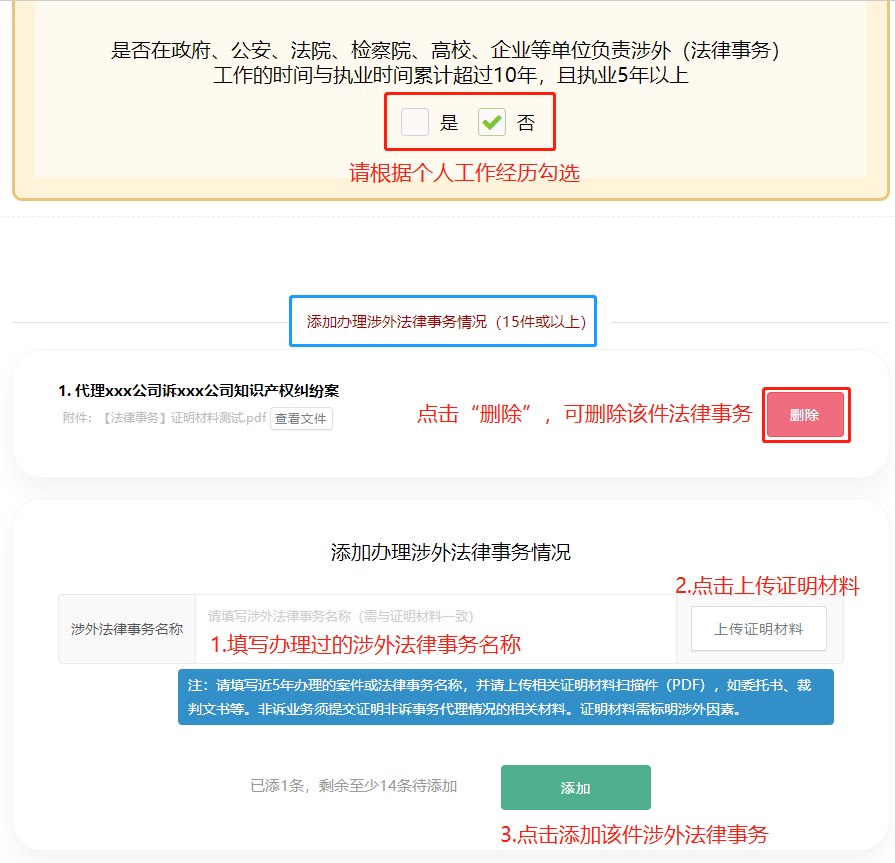 是否在政府、公安、法院、检察院、高校、企业等单位负责涉外（法律事务）
工作的时间与执业时间累计超过10年，且执业5年以上
是 否
请根据个人工作经历勾选
添加办理涉外法律事务情况（15件或以上）
1. 代理xxx公司诉xxx公司知识产权纠纷案
附件：【法律事务】证明材料测试.pdf 查看文件
点击“删除”，可删除该件法律事务
删除
添加办理涉外法律事务情况
2.点击上传证明材料
涉外法律事务名称
请填写涉外法律事务名称（需与证明材料一致）
1.填写办理过的涉外法律事务名称
上传证明材料
注：请填写近5年办理的案件或法律事务名称，并请上传相关证明材料扫描件（PDF），如委托书、裁
判文书等。非诉业务须提交证明非诉事务代理情况的相关材料。证明材料需标明涉外因素。
已添1条，剩余至少14条待添加
添加
3.点击添加该件涉外法律事务